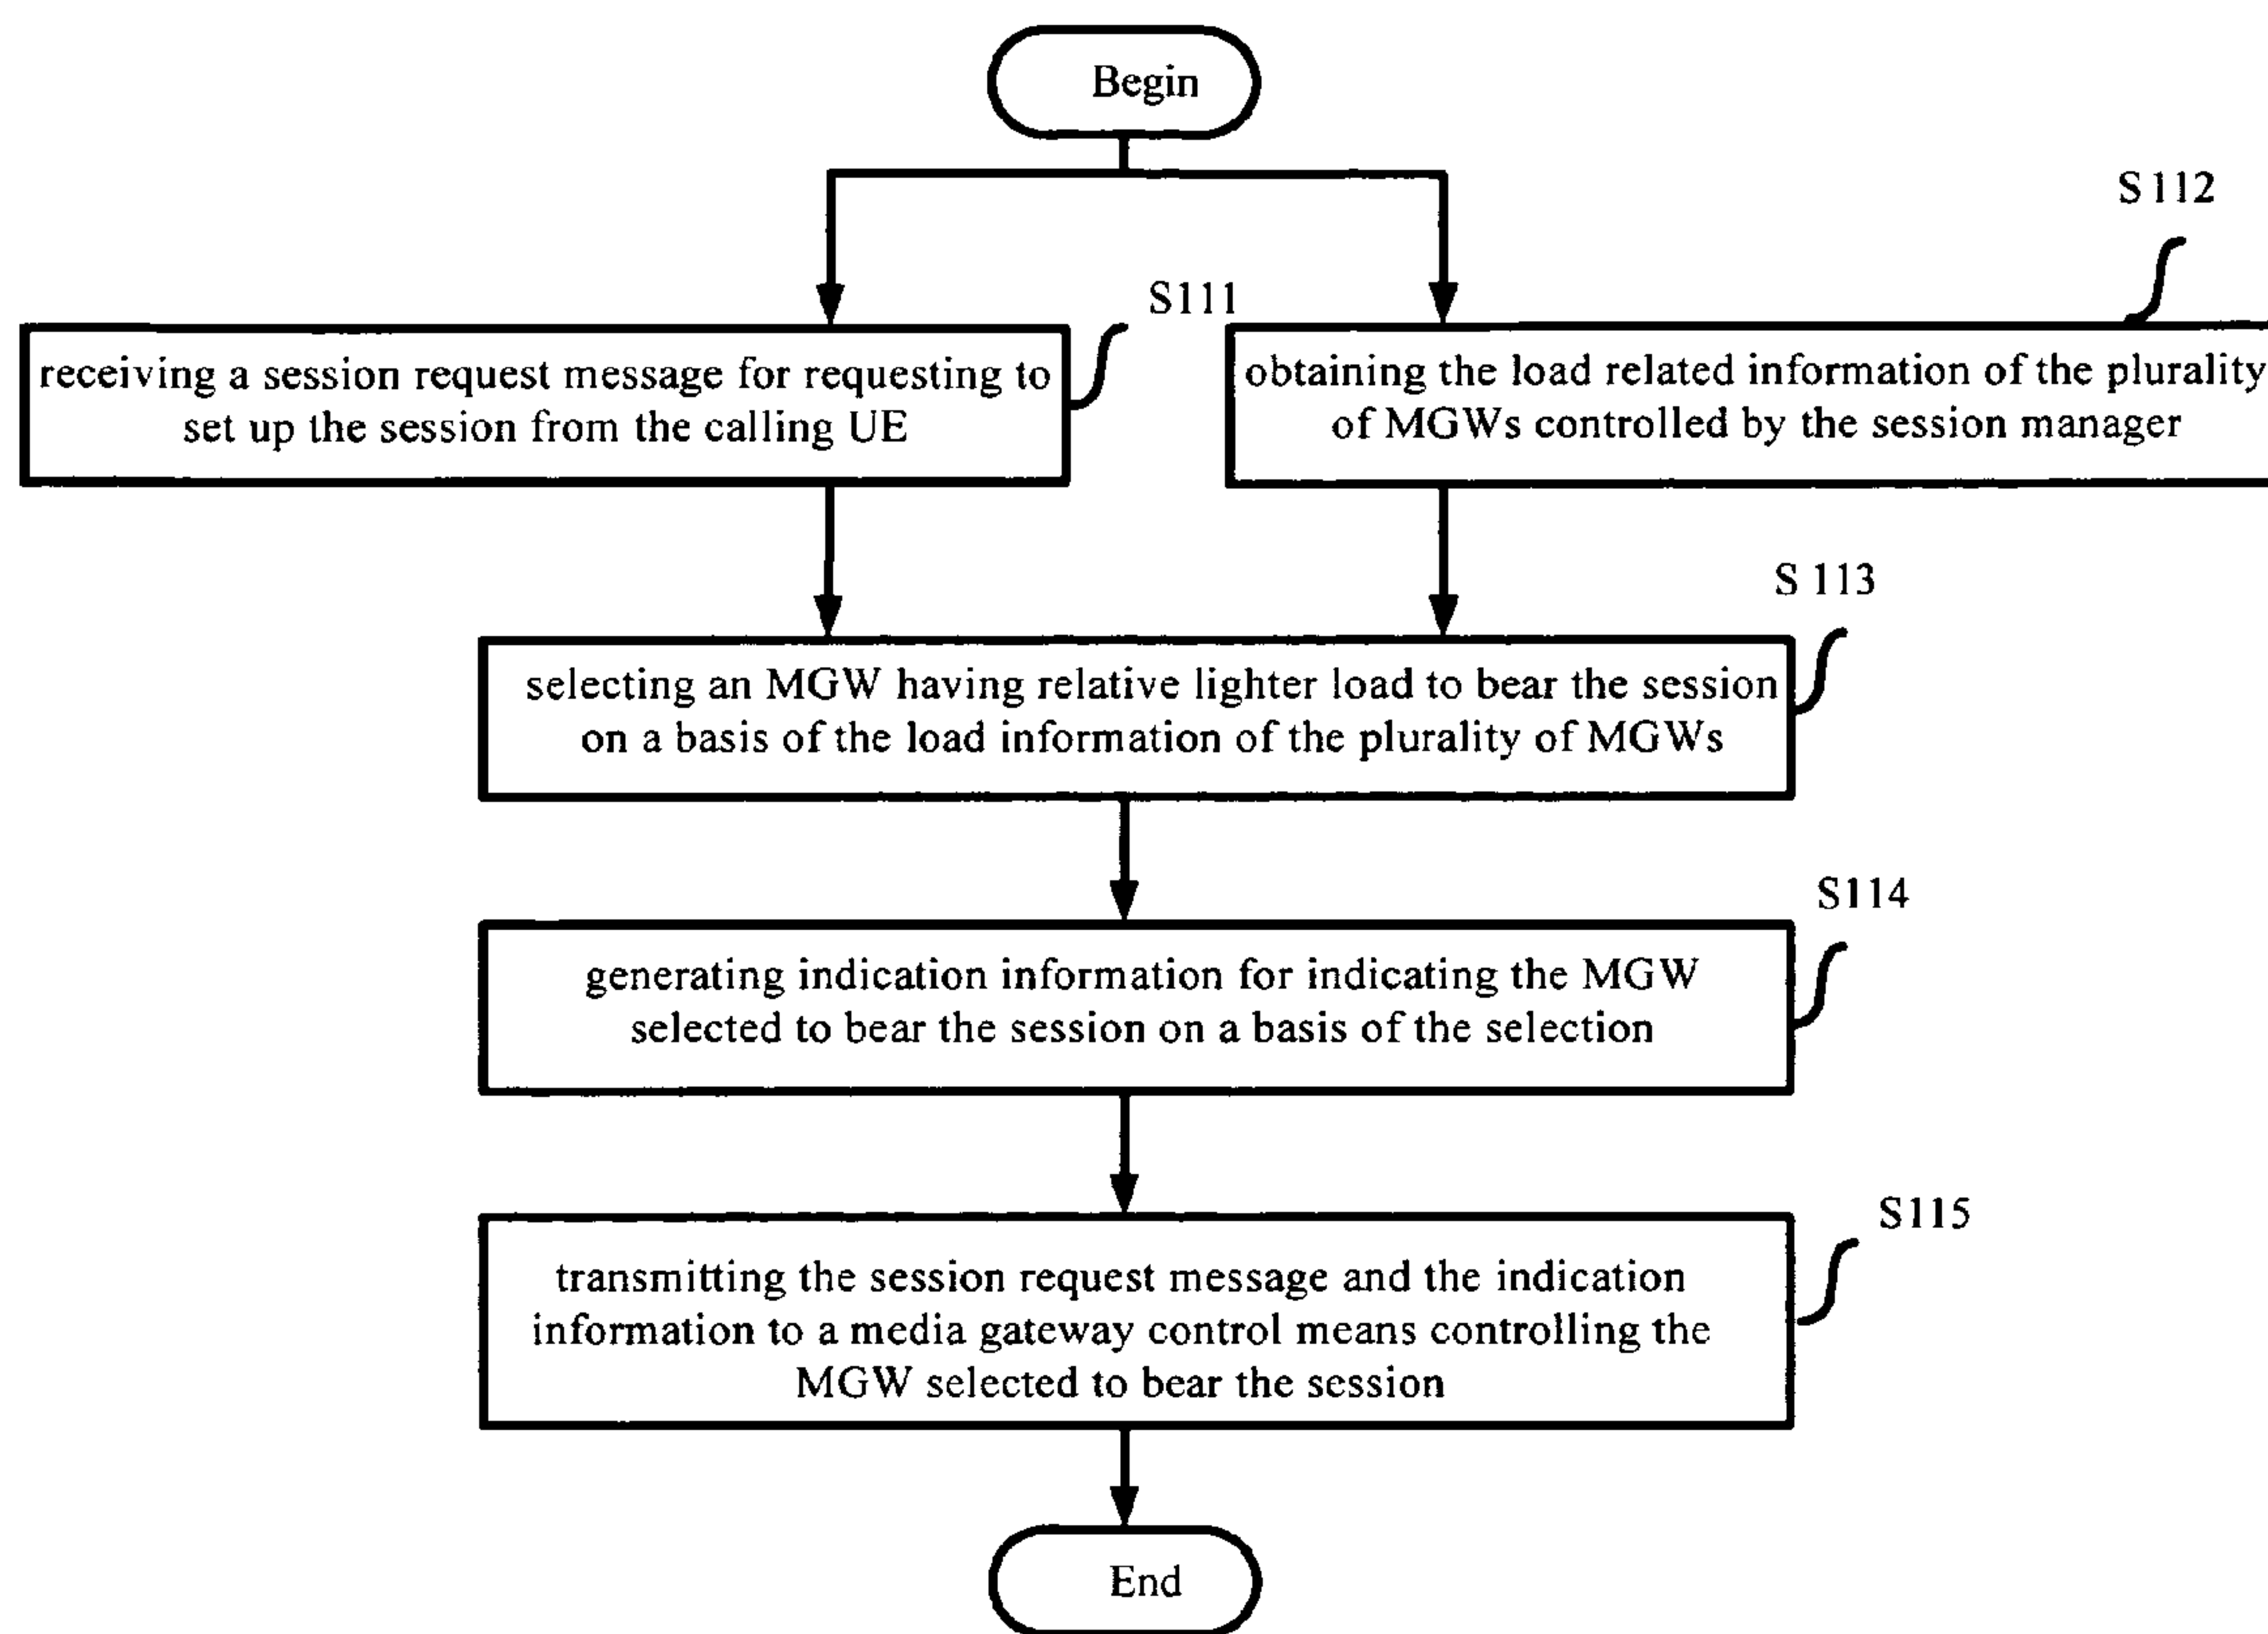 Begin
S112
S111
receiving a session request message for requesting to
set up the session from the calling UE
obtaining the load related information of the plurality
of MGWs controlled by the session manager
S 113
selecting an MGW having relative lighter load to bear the session
on a basis of the load information of the plurality of MGWs
S114
generating indication information for indicating the MGW
selected to bear the session on a basis of the selection
S115
transmitting the session request message and the indication
information to a media gateway control means controlling the
MGW selected to bear the session
End